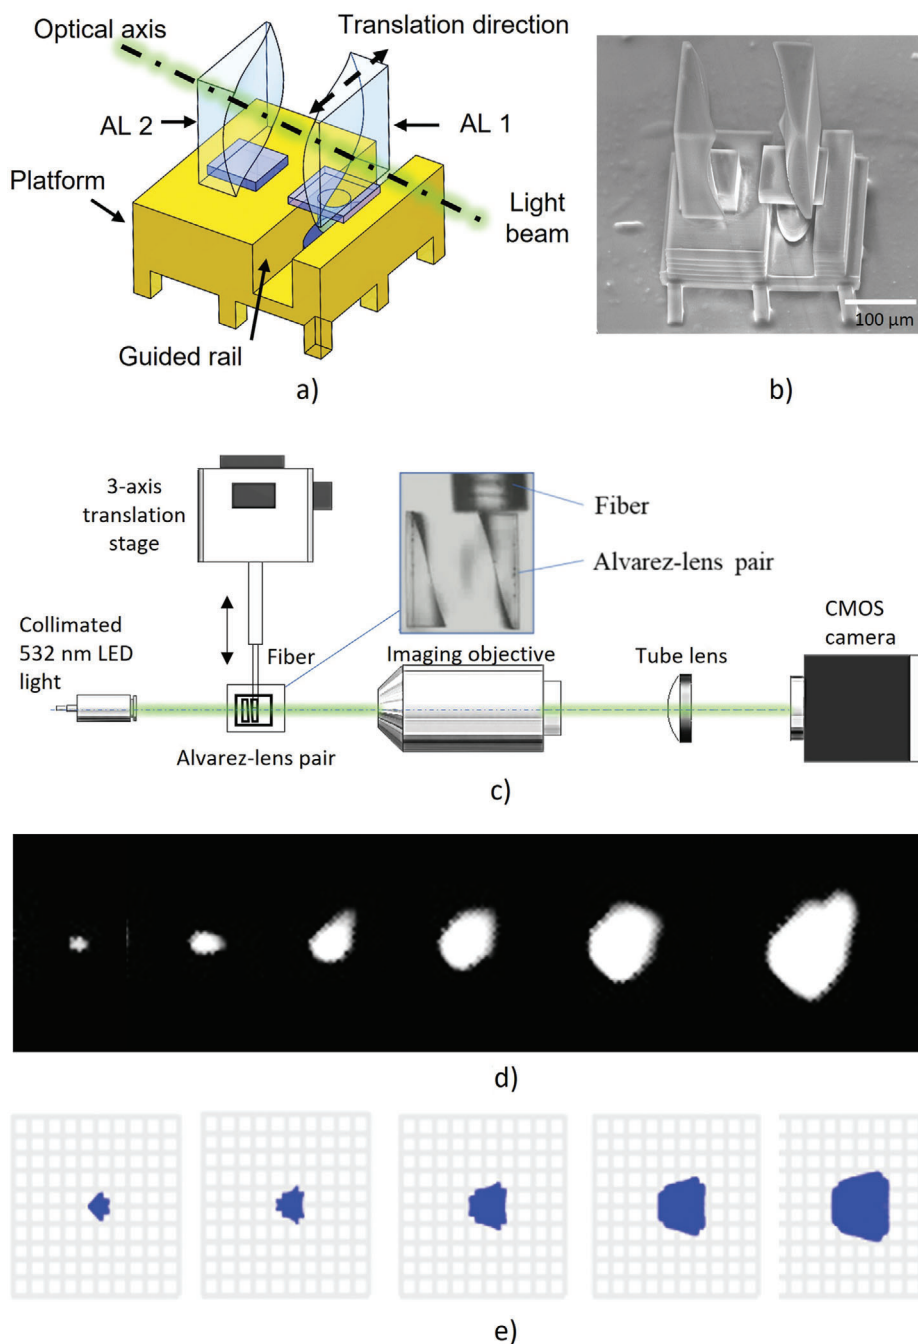 Optical axis
Translation direction
AL 2
AL 1
Platform
Light
beam
Guided rail
a)
100 μm
b)
3-axis
translation
stage
Fiber
Alvarez-lens pair
Collimated
532 nm LED
light
Fiber
Imaging objective
Tube lens
CMOS
camera
Alvarez-lens pair
c)
d)
e)